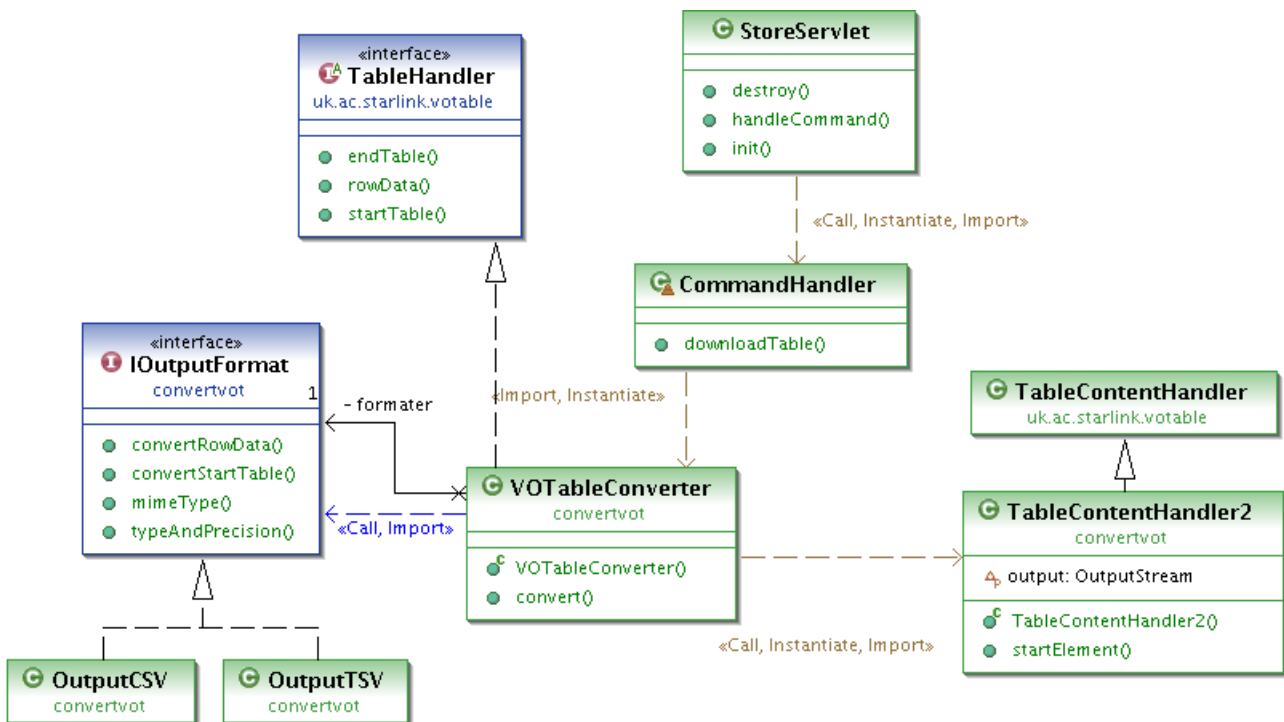 «interface»
TableHandler
uk.ac.starlink.votable
endTable()
rowData()
startTable()
StoreServlet
destroy()
handleCommand()
init()
«Call, Instantiate, Import»
CommandHandler
downloadTable()
«Import, Instantiate»
«interface»
IOutputFormat
convertvot
1
convertRowData()
convertStartTable()
mimeType()
typeAndPrecision()
- formater
«Call, Import»
VOTableConverter
convertvot
VOTableConverter()
convert()
TableContentHandler
uk.ac.starlink.votable
TableContentHandler2
convertvot
output: OutputStream
TableContentHandler2()
startElement()
«Call, Instantiate, Import»
OutputCSV
convertvot
OutputTSV
convertvot